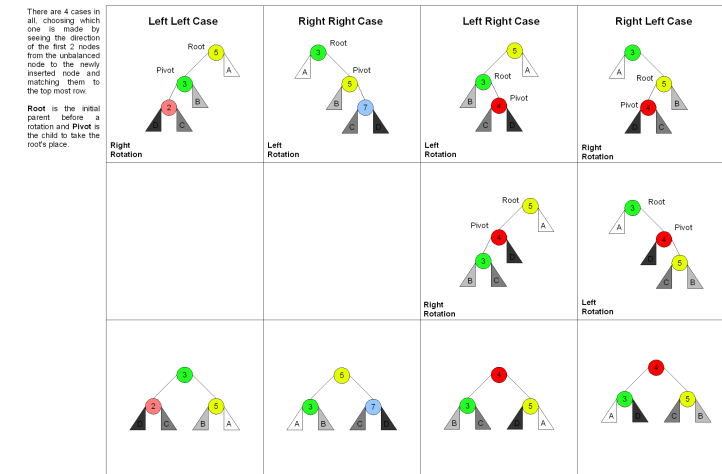 There are 4 cases in
all, choosing which
one is made by
seeing the direction
of the first 2 nodes
from the unbalanced
node to the newly
inserted node and
matching them to
the top most row.
Root is the initial
parent before a
rotation and Pivot is
the child to take the
root's place.
Left Left Case
Right Right Case
Left Right Case
Right Left Case
Root
5
A
Pivot
3
B
2
D
C
Right
Rotation
Root
3
A
Pivot
5
B
7
C
D
Left
Rotation
5
A
Root
3
B
Pivot
4
C
D
Left
Rotation
3
A
Root
5
B
Pivot
4
D
C
Right
Rotation
Root
5
A
Pivot
4
D
3
B
C
Right
Rotation
Root
3
A
Pivot
4
D
5
C
B
Left
Rotation
3
2
5
D
C
B
A
5
3
7
A
B
C
D
4
3
5
B
C
D
A
4
3
5
A
D
C
B